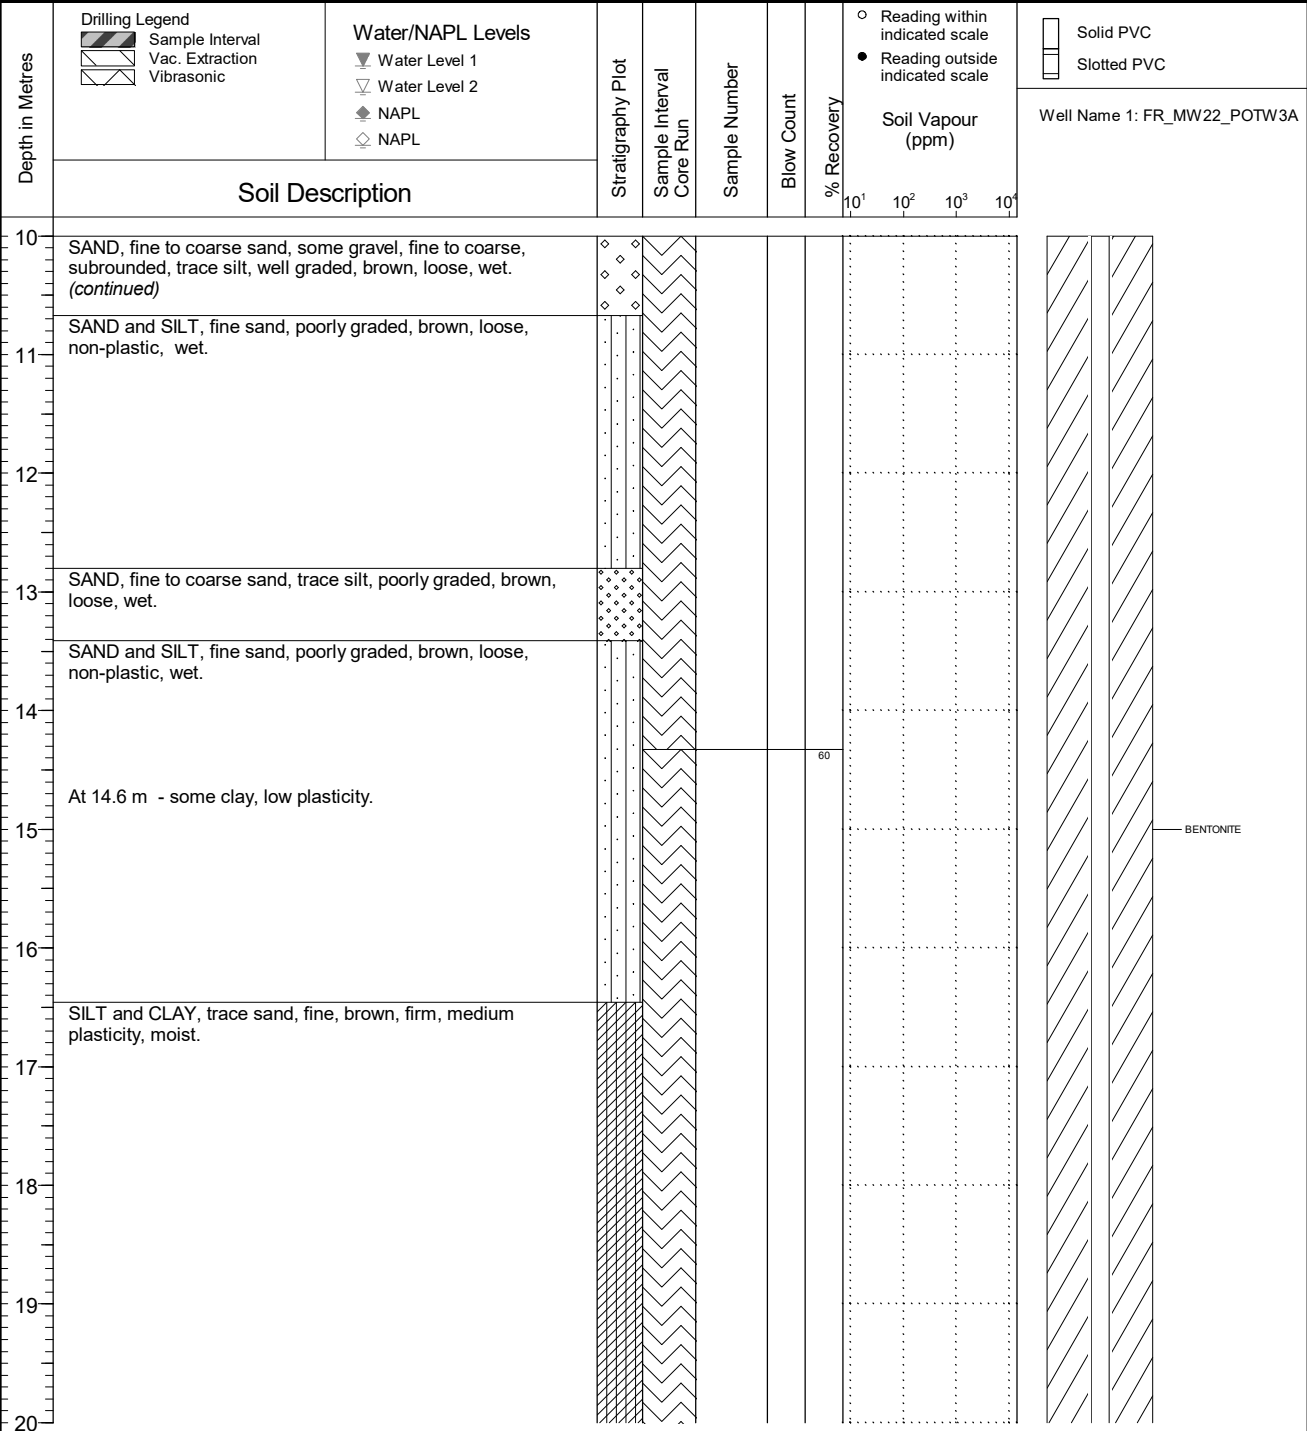 Drilling Legend
Sample Interval
Vac. Extraction
Vibrasonic
Water/NAPL Levels
Water Level 1
Water Level 2
NAPL
NAPL
Reading within
indicated scale
Reading outside
indicated scale
Solid PVC
Slotted PVC
Depth in Metres
Soil Description
Stratigraphy Plot
Sample Interval
Core Run
Sample Number
Blow Count
% Recovery
Soil Vapour
(ppm)
10¹ 10² 10³ 10⁴
Well Name 1: FR_MW22_POTW3A
10
SAND, fine to coarse sand, some gravel, fine to coarse,
subrounded, trace silt, well graded, brown, loose, wet.
(continued)
SAND and SILT, fine sand, poorly graded, brown, loose,
non-plastic, wet.
11
12
SAND, fine to coarse sand, trace silt, poorly graded, brown,
loose, wet.
13
SAND and SILT, fine sand, poorly graded, brown, loose,
non-plastic, wet.
14
60
At 14.6 m - some clay, low plasticity.
15
BENTONITE
16
SILT and CLAY, trace sand, fine, brown, firm, medium
plasticity, moist.
17
18
19
20